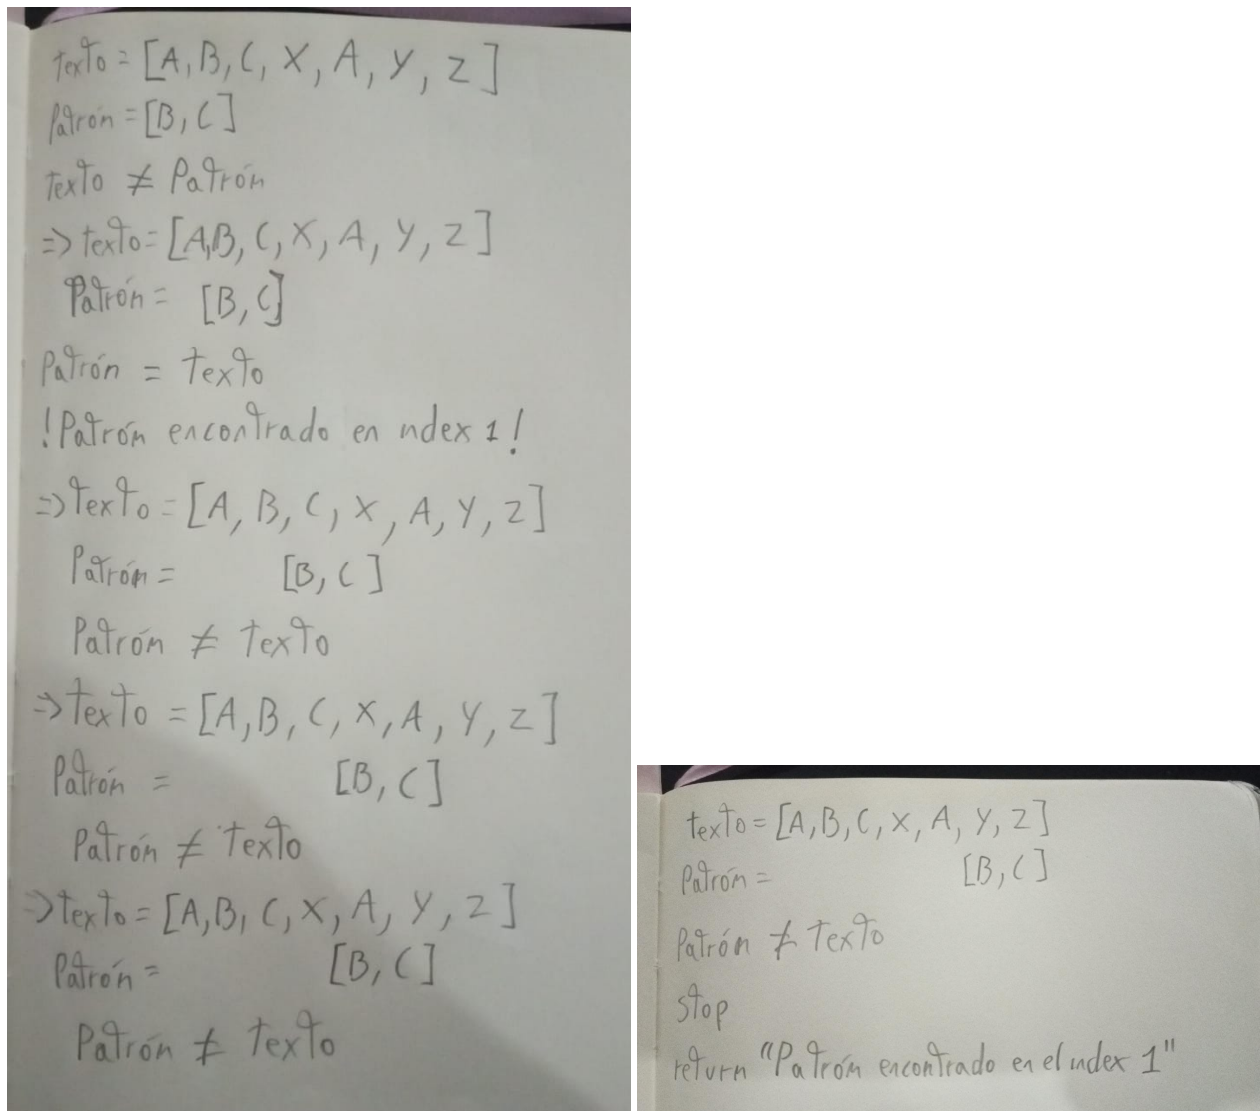 texto = [A, B, C, X, A, Y, Z]
Patrón = [B, C]
texto ≠ Patrón
=> texto = [A,B, C, X, A, Y, Z]
Patrón = [B, C]
Patrón = texto
!Patrón encontrado en index 1!
=> texto = [A, B, C, X, A, Y, Z]
Patrón = [B, C]
Patrón ≠ texto
=> texto = [A, B, C, X, A, Y, Z]
Patrón = [B, C]
Patrón ≠ texto
=> texto = [A, B, C, X, A, Y, Z]
Patrón = [B, C]
Patrón ≠ texto
texto = [A, B, C, X, A, Y, Z]
Patrón = [B, C]
Patrón ≠ texto
stop
return "Patrón encontrado en el index 1"